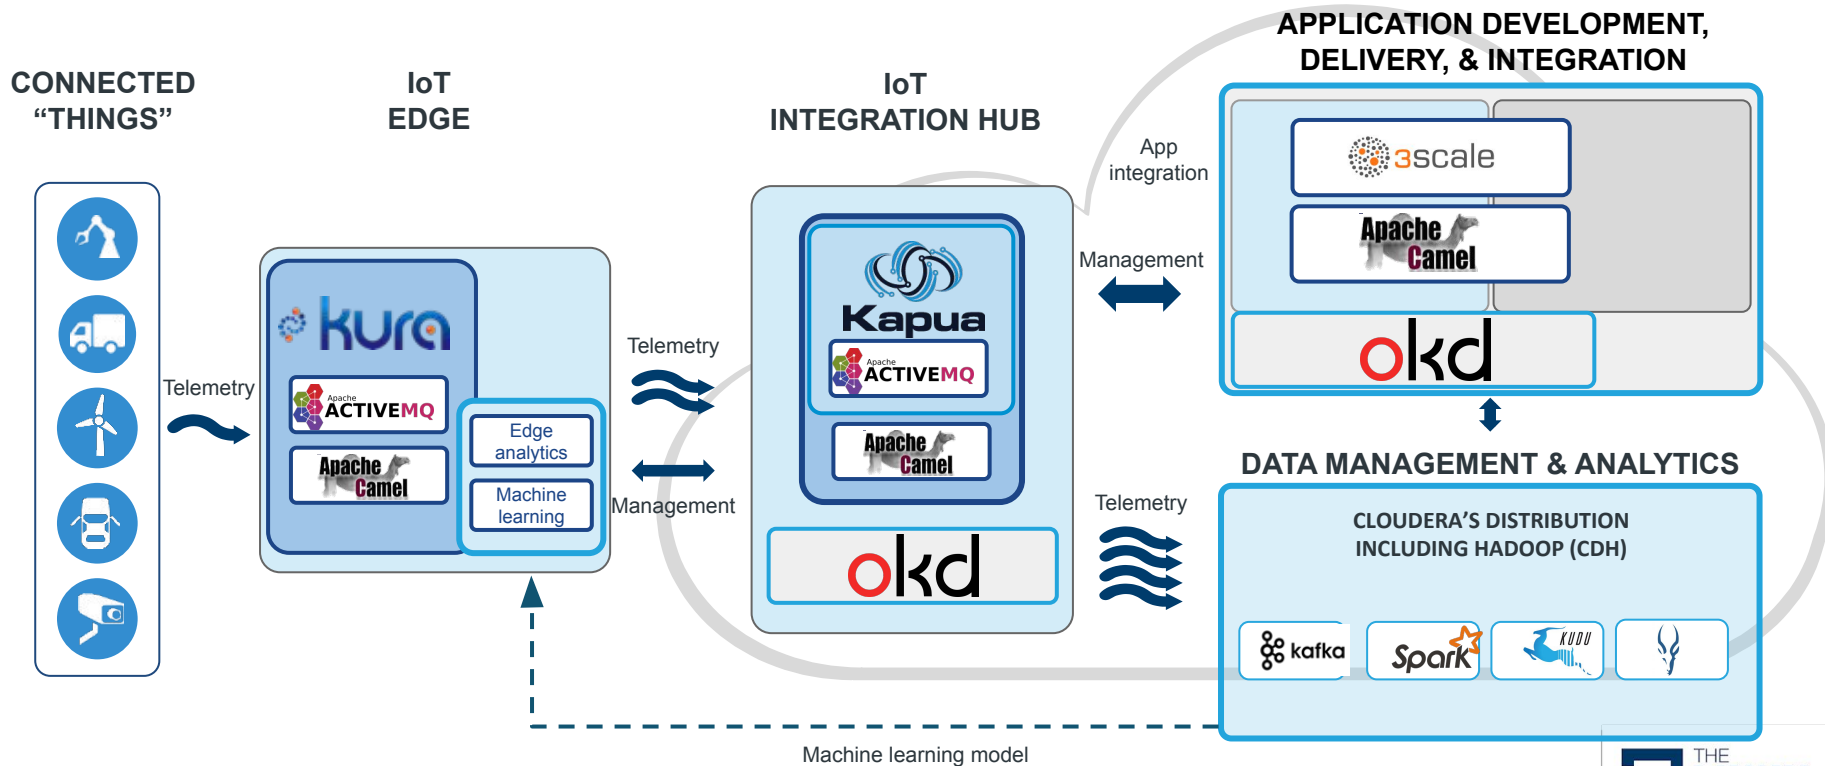 CONNECTED
“THINGS”
Telemetry
IoT
EDGE
kura
Apache
ACTIVEMQ
Apache
Camel
Edge
analytics
Machine
learning
Telemetry
Management
IoT
INTEGRATION HUB
Kapua
Apache
ACTIVEMQ
Apache
Camel
okd
App
integration
Management
Telemetry
APPLICATION DEVELOPMENT,
DELIVERY, & INTEGRATION
3scale
Apache
Camel
okd
DATA MANAGEMENT & ANALYTICS
CLOUDERA’S DISTRIBUTION
INCLUDING HADOOP (CDH)
kafka
Spark
KUDU
Machine learning model
THE